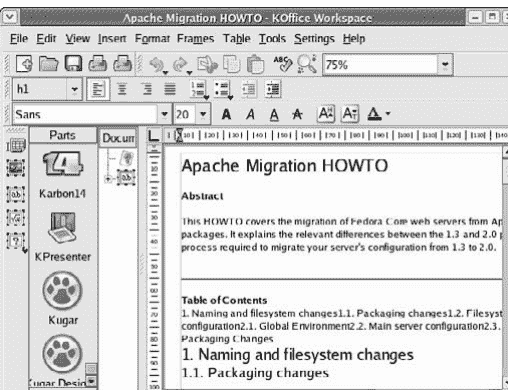 Apache Migration HOWTO - KOffice Workspace
File Edit View Insert Format Frames Table Tools Settings Help
75%
h1
Sans 20 A A A A
Parts
Docum
Karbon14
KPresenter
Kugar
Kugar Design
Apache Migration HOWTO
Abstract
This HOWTO covers the migration of Fedora Core web servers from Ap
packages. It explains the relevant differences between the 1.3 and 2.0 p
process required to migrate your server's configuration from 1.3 to 2.0.
Table of Contents
1. Naming and filesystem changes1.1. Packaging changes1.2. Filesyst
configuration2.1. Global Environment2.2. Main server configuration2.3.
Packaging Changes
1. Naming and filesystem changes
1.1. Packaging changes